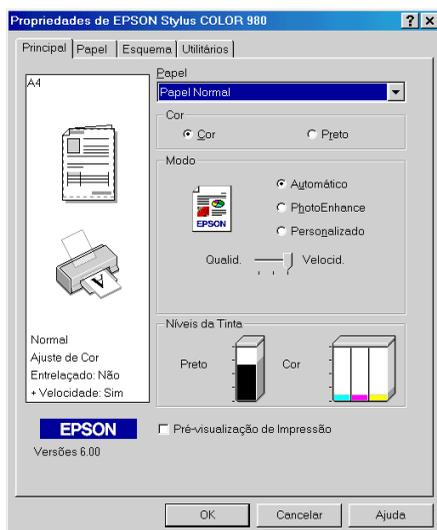 Propriedades de EPSON Stylus COLOR 980
Principal Papel Esquema Utilitários
A4
Papel
Papel Normal
Cor
Cor Preto
Modo
Automático
PhotoEnhance
Personalizado
EPSON
Qualid. Velocid.
A
Normal
Ajuste de Cor
Entrelaçado: Não
+ Velocidade: Sim
Níveis da Tinta
Preto Cor
EPSON
Versões 6.00
Pré-visualização de Impressão
OK Cancelar Ajuda